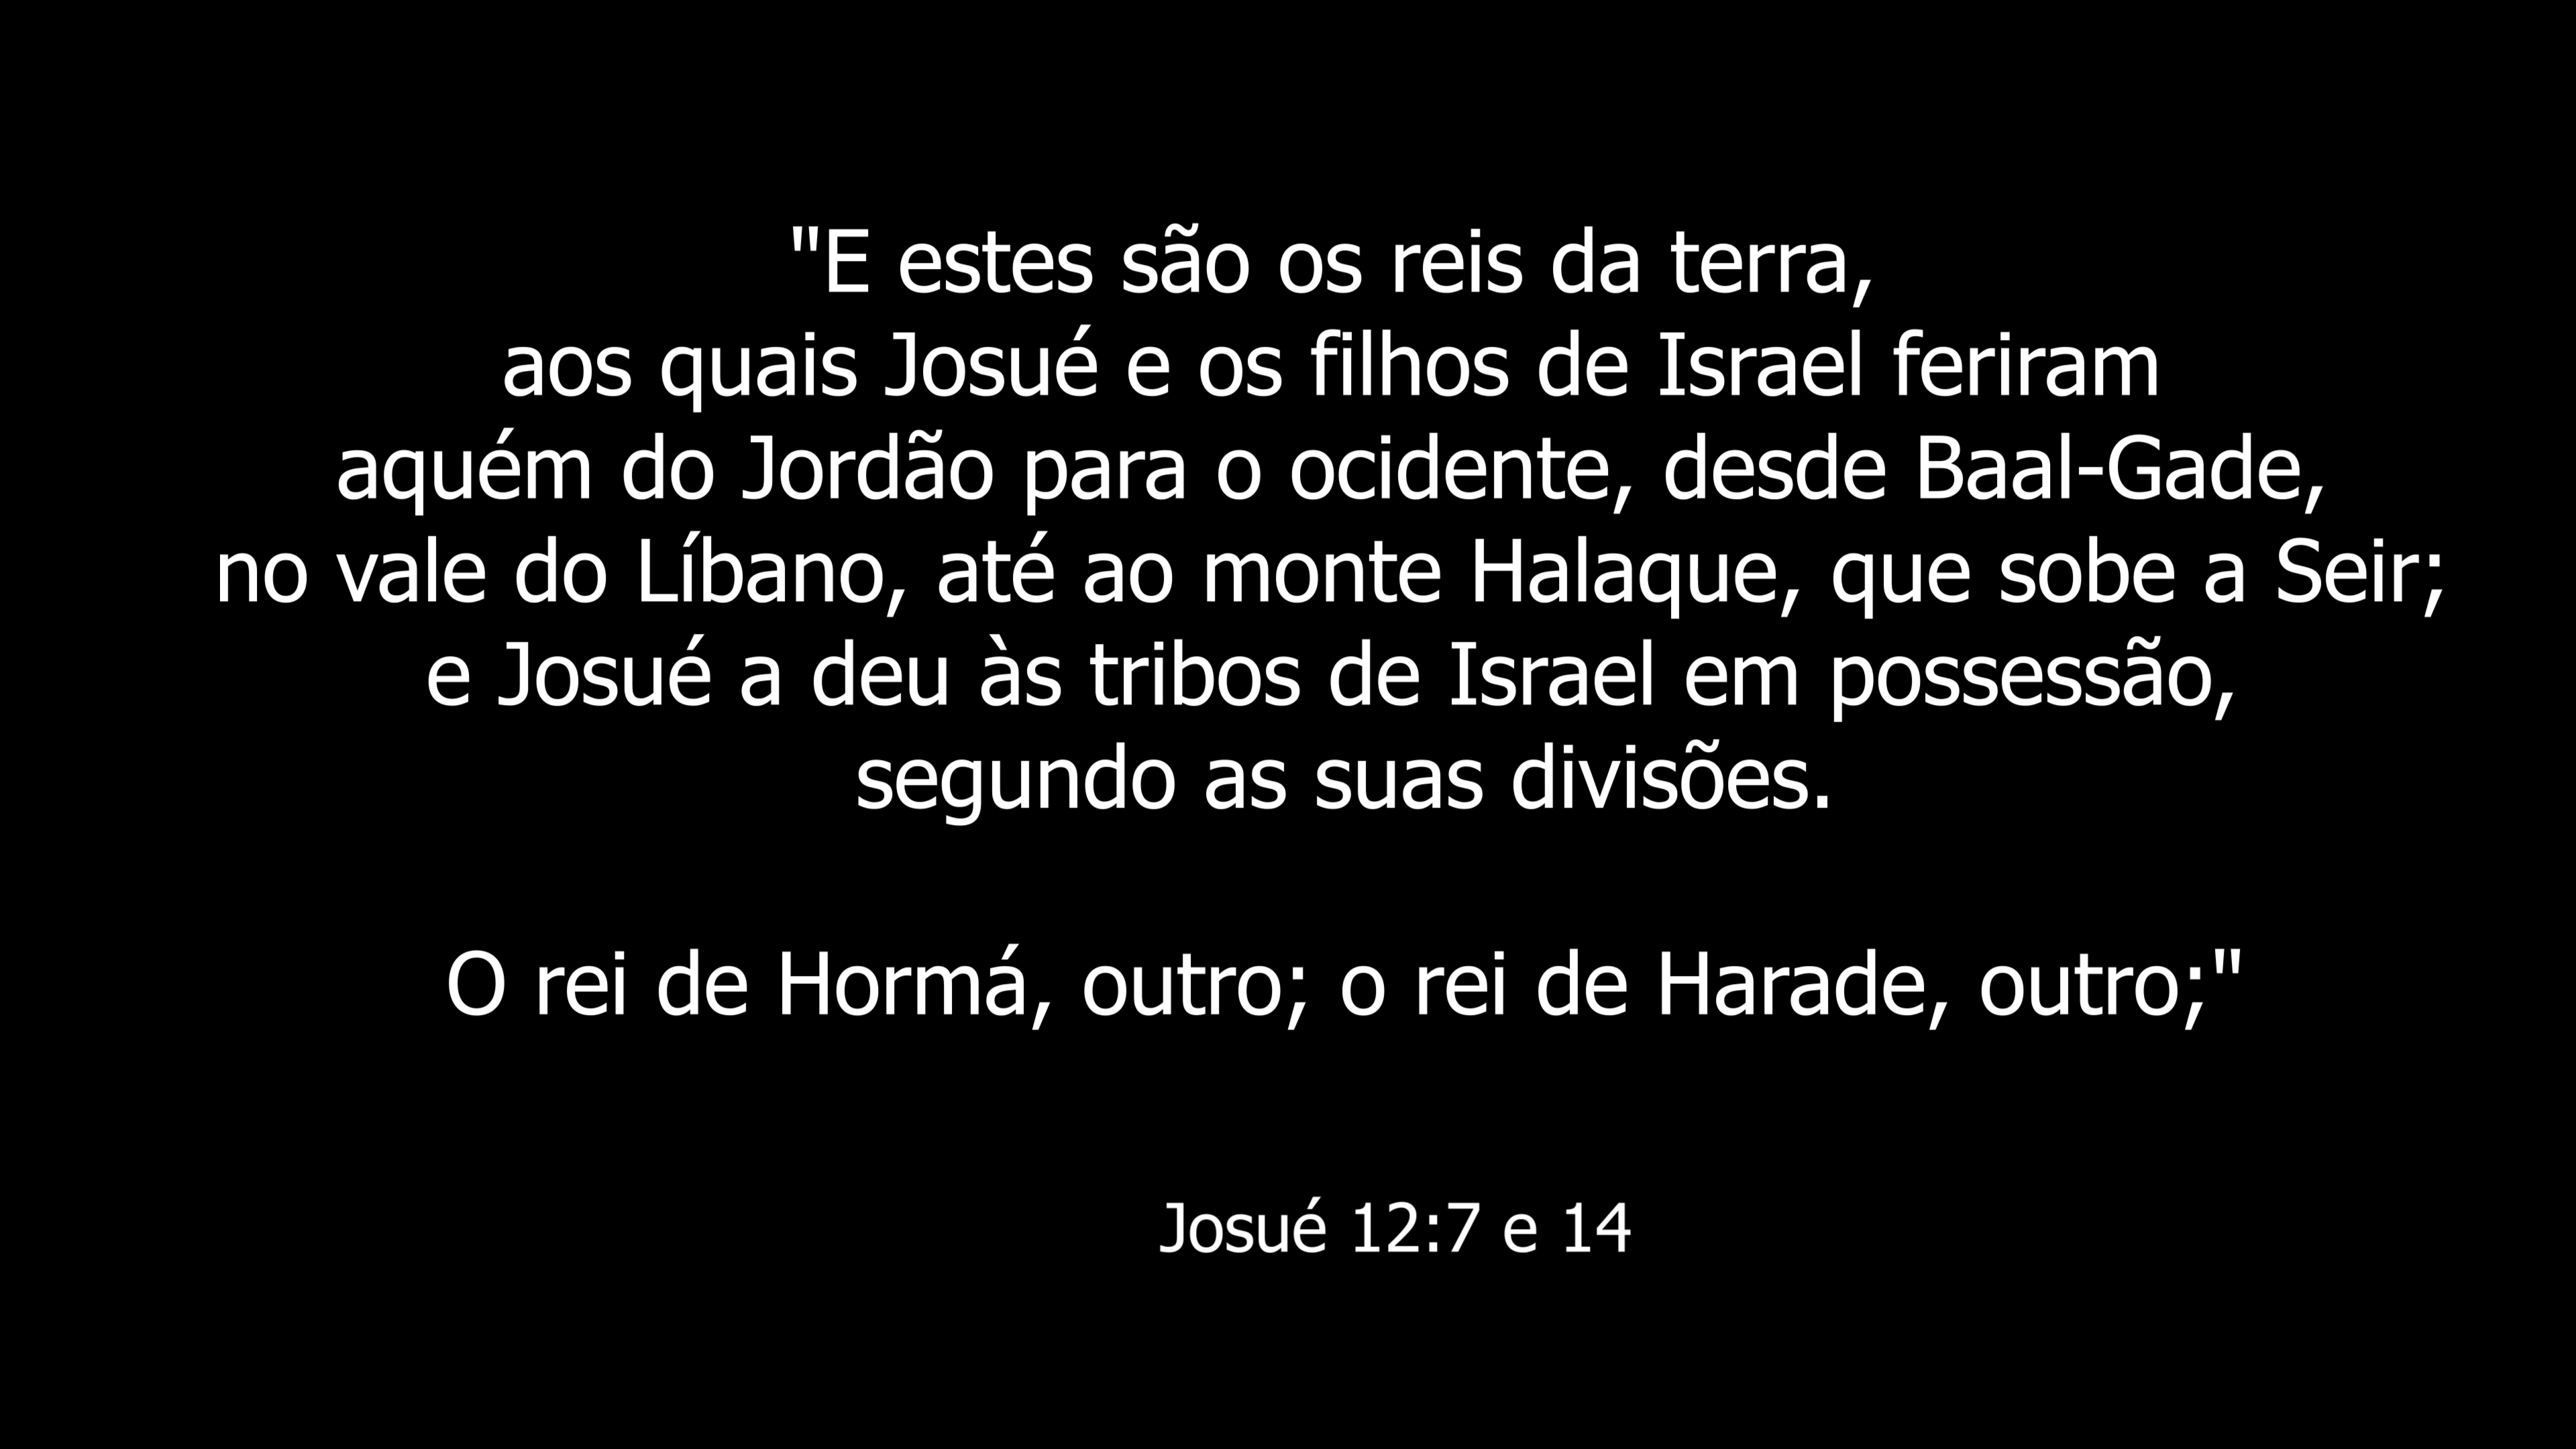 "E estes são os reis da terra,
aos quais Josué e os filhos de Israel feriram
aquém do Jordão para o ocidente, desde Baal-Gade,
no vale do Líbano, até ao monte Halaque, que sobe a Seir;
e Josué a deu às tribos de Israel em possessão,
segundo as suas divisões.
O rei de Hormá, outro; o rei de Harade, outro;"
Josué 12:7 e 14